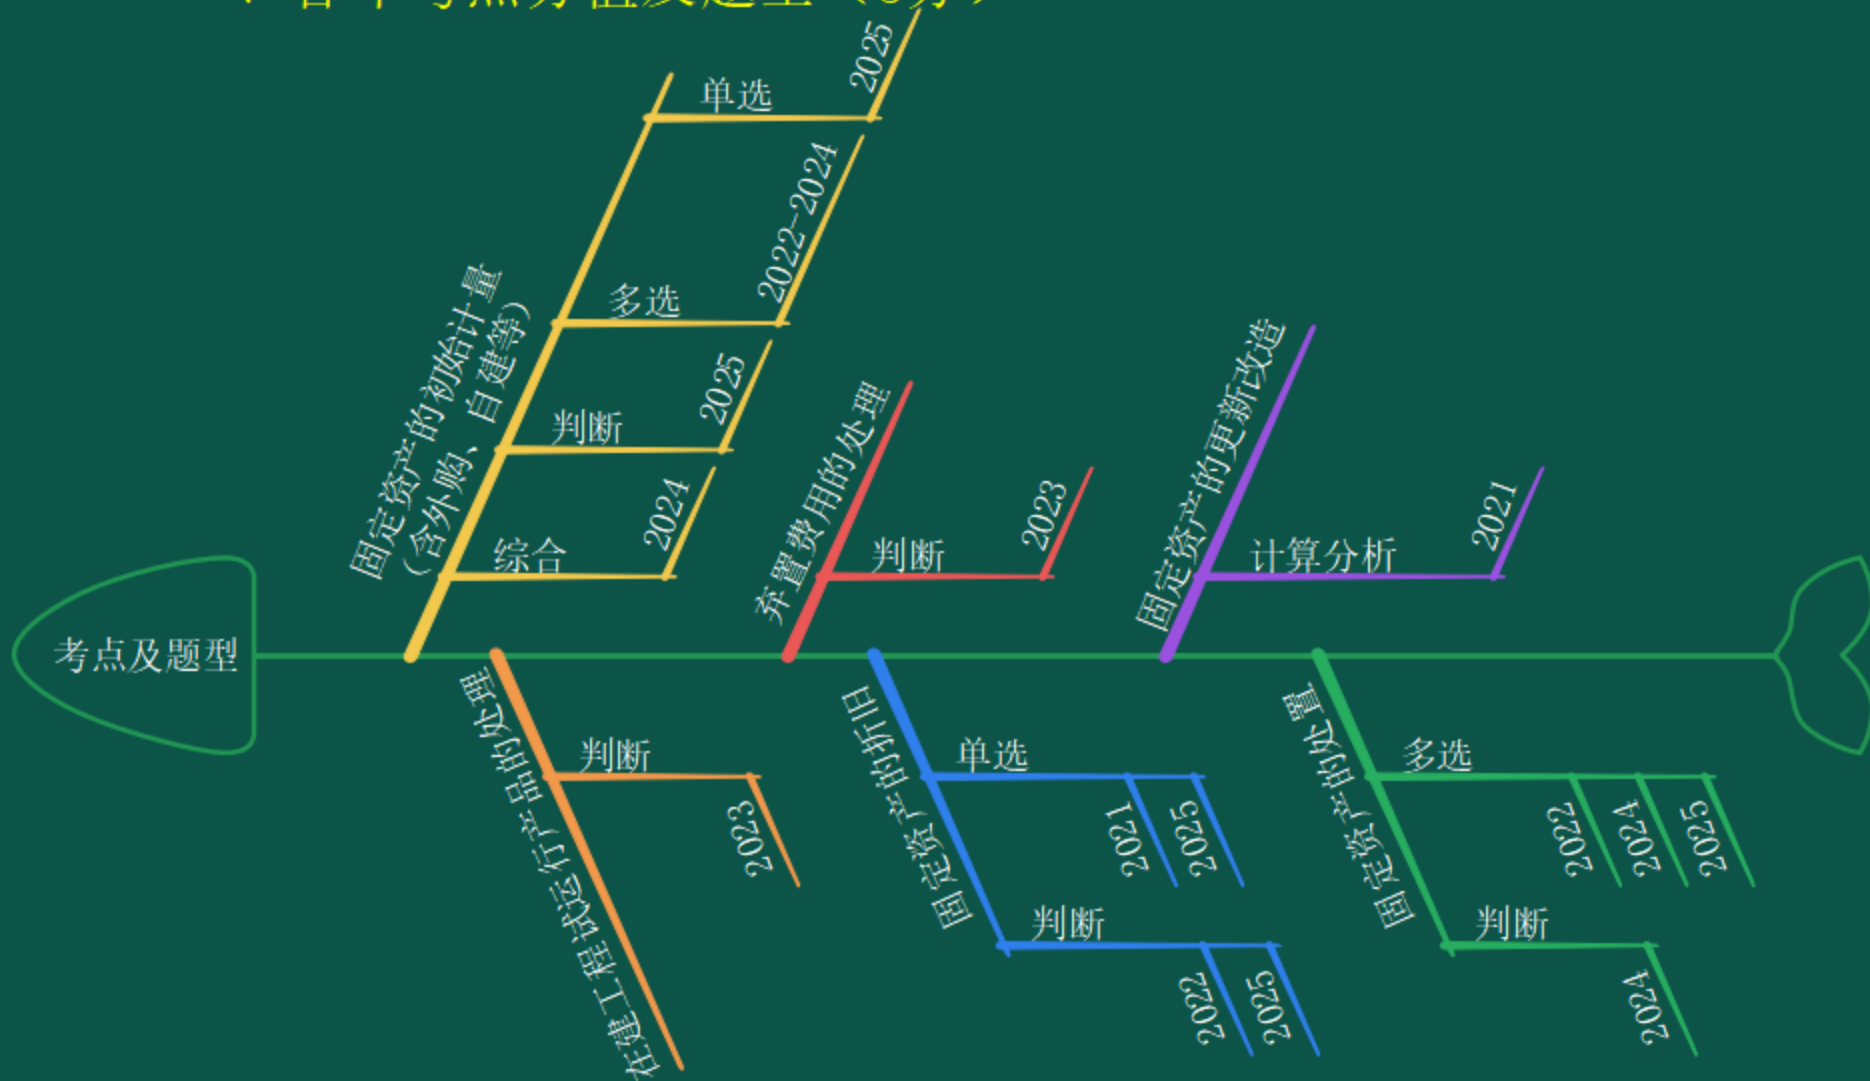 考点及题型
固定资产的初始计量
（含外购、自建等）
单选
2025
多选
2022-2024
判断
2025
综合
2024
弃置费用的处理
判断
2023
固定资产的更新改造
计算分析
2021
在建工程试运行产品的处理
判断
2023
固定资产的折旧
单选
2021
2025
判断
2022
2025
固定资产的处置
多选
2022
2024
2025
判断
2024